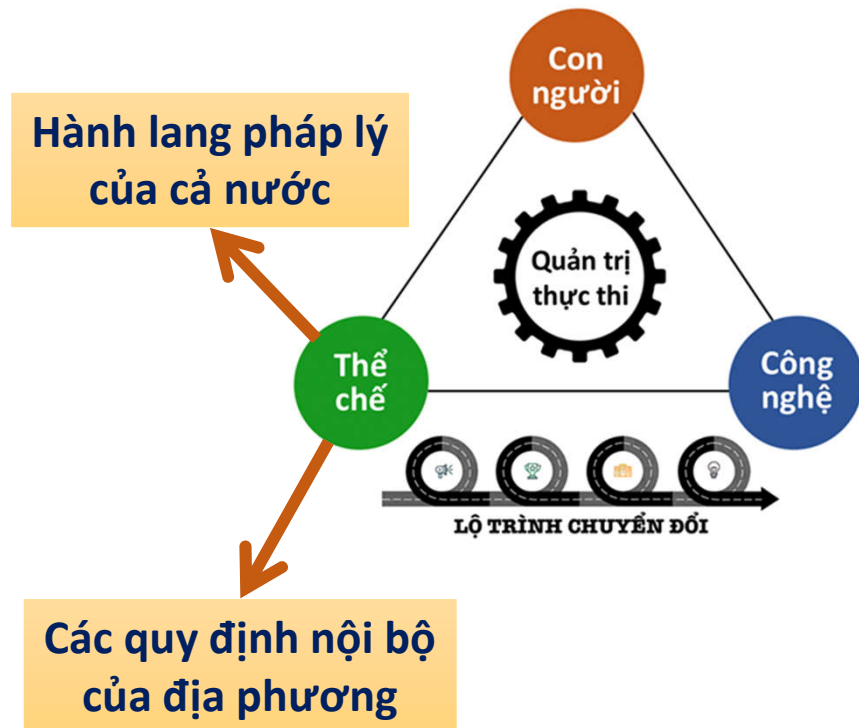 Con
người
Hành lang pháp lý
của cả nước
Quản trị
thực thi
Thể
chế
Công
nghệ
LỘ TRÌNH CHUYỂN ĐỔI
Các quy định nội bộ
của địa phương